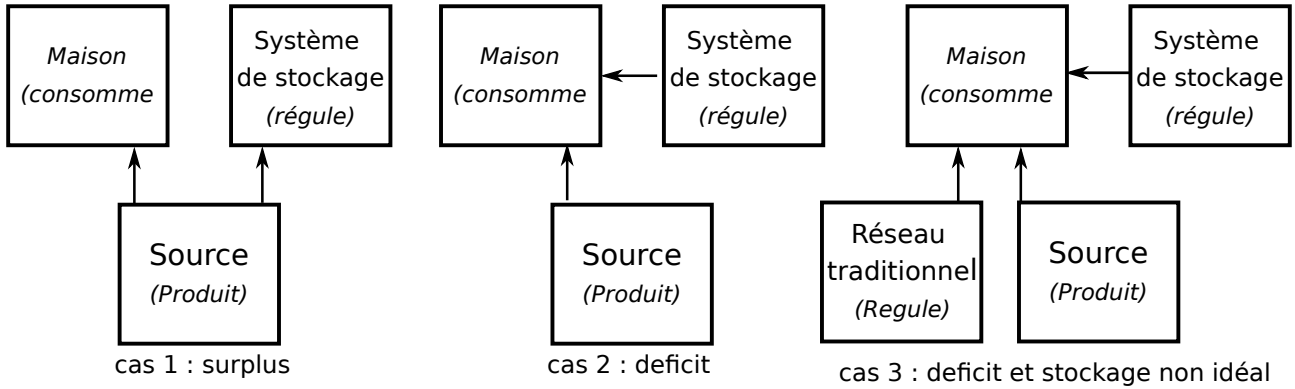 Maison
(consomme
Système
de stockage
(régule)
Source
(Produit)
cas 1 : surplus
Maison
(consomme
Système
de stockage
(régule)
Source
(Produit)
cas 2 : deficit
Maison
(consomme
Système
de stockage
(régule)
Réseau
traditionnel
(Regule)
Source
(Produit)
cas 3 : deficit et stockage non idéal